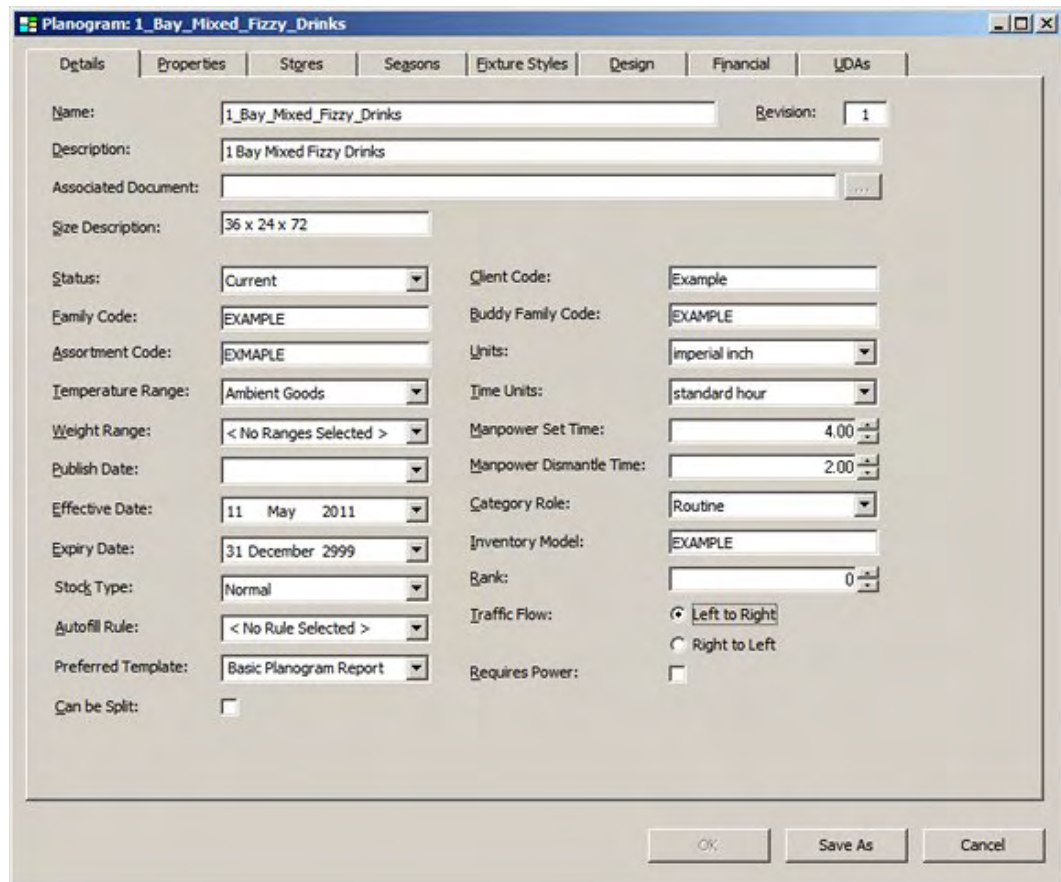 Planogram: 1_Bay_Mixed_Fizzy_Drinks
Details Properties Stores Seasons Fixture Styles Design Financial UDAs
Name: 1_Bay_Mixed_Fizzy_Drinks Revision: 1
Description: 1 Bay Mixed Fizzy Drinks
Associated Document: ...
Size Description: 36 x 24 x 72
Status: Current Client Code: Example
Family Code: EXAMPLE Buddy Family Code: EXAMPLE
Assortment Code: EXMAPLE Units: imperial inch
Temperature Range: Ambient Goods Time Units: standard hour
Weight Range: < No Ranges Selected > Manpower Set Time: 4.00
Publish Date: Manpower Dismantle Time: 2.00
Effective Date: 11 May 2011 Category Role: Routine
Expiry Date: 31 December 2999 Inventory Model: EXAMPLE
Stock Type: Normal Rank: 0
Autofill Rule: < No Rule Selected > Traffic Flow: Left to Right
Right to Left
Preferred Template: Basic Planogram Report Requires Power:
Can be Split:
OK Save As Cancel